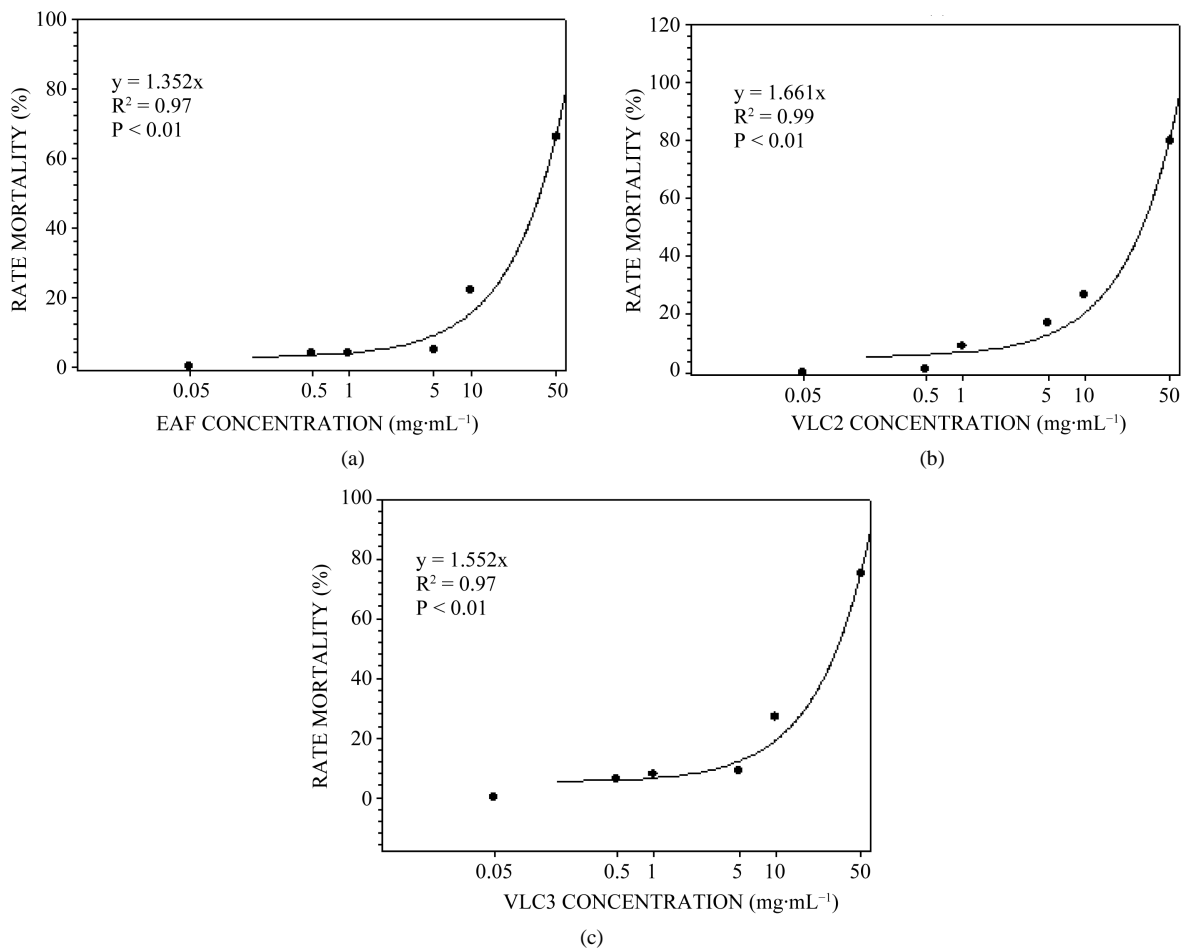 100
80
60
40
20
0
RATE MORTALITY (%)
y = 1.352x
R² = 0.97
P < 0.01
0.05 0.5 1 5 10 50
EAF CONCENTRATION (mg·mL⁻¹)
(a)
120
100
80
60
40
20
0
RATE MORTALITY (%)
y = 1.661x
R² = 0.99
P < 0.01
0.05 0.5 1 5 10 50
VLC2 CONCENTRATION (mg·mL⁻¹)
(b)
100
80
60
40
20
0
RATE MORTALITY (%)
y = 1.552x
R² = 0.97
P < 0.01
0.05 0.5 1 5 10 50
VLC3 CONCENTRATION (mg·mL⁻¹)
(c)